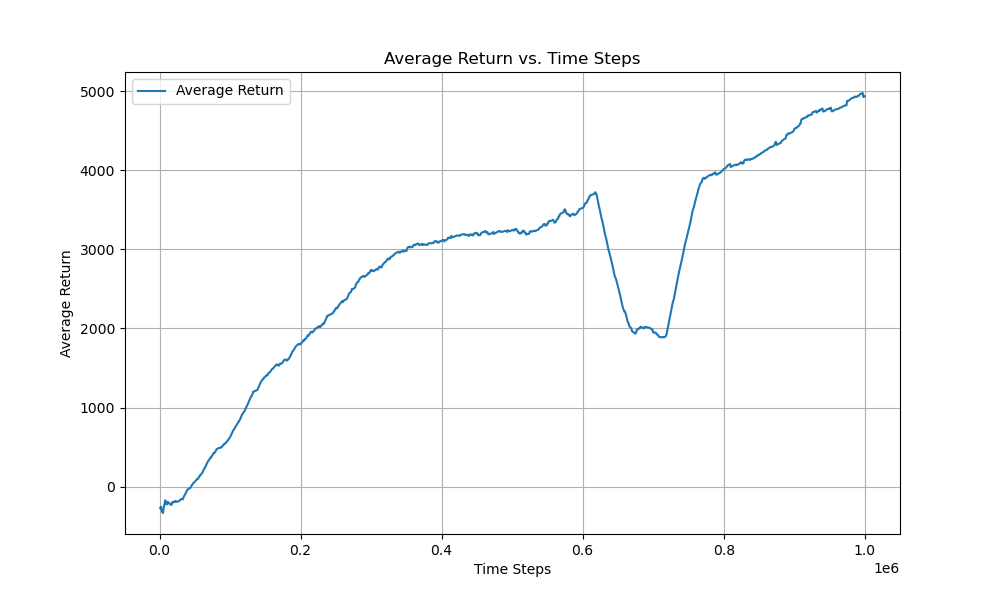 Average Return vs. Time Steps
Average Return
5000
4000
3000
2000
1000
0
Average Return
0.0 0.2 0.4 0.6 0.8 1.0
1e6
Time Steps